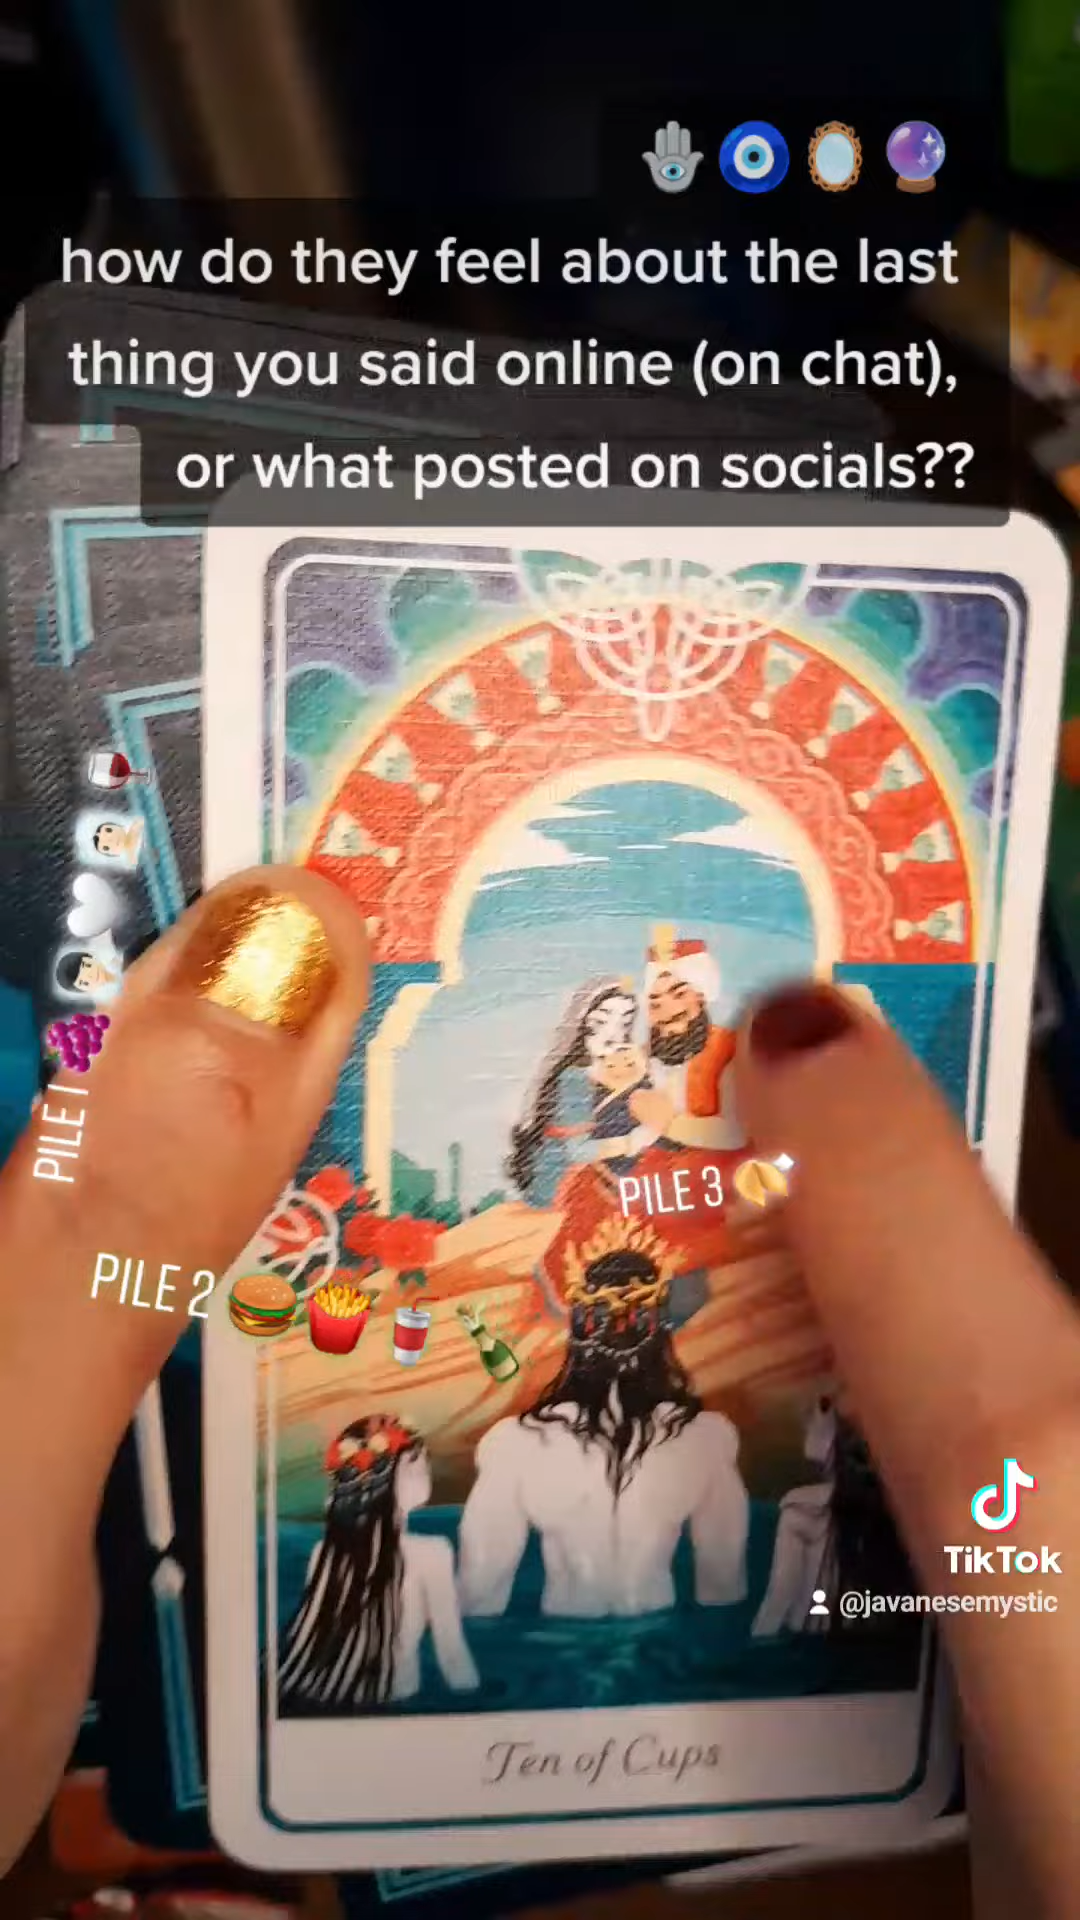 how do they feel about the last
thing you said online (on chat),
or what posted on socials??
PILE 1
PILE 2
PILE 3
TikTok
@javanesemystic
Ten of Cups